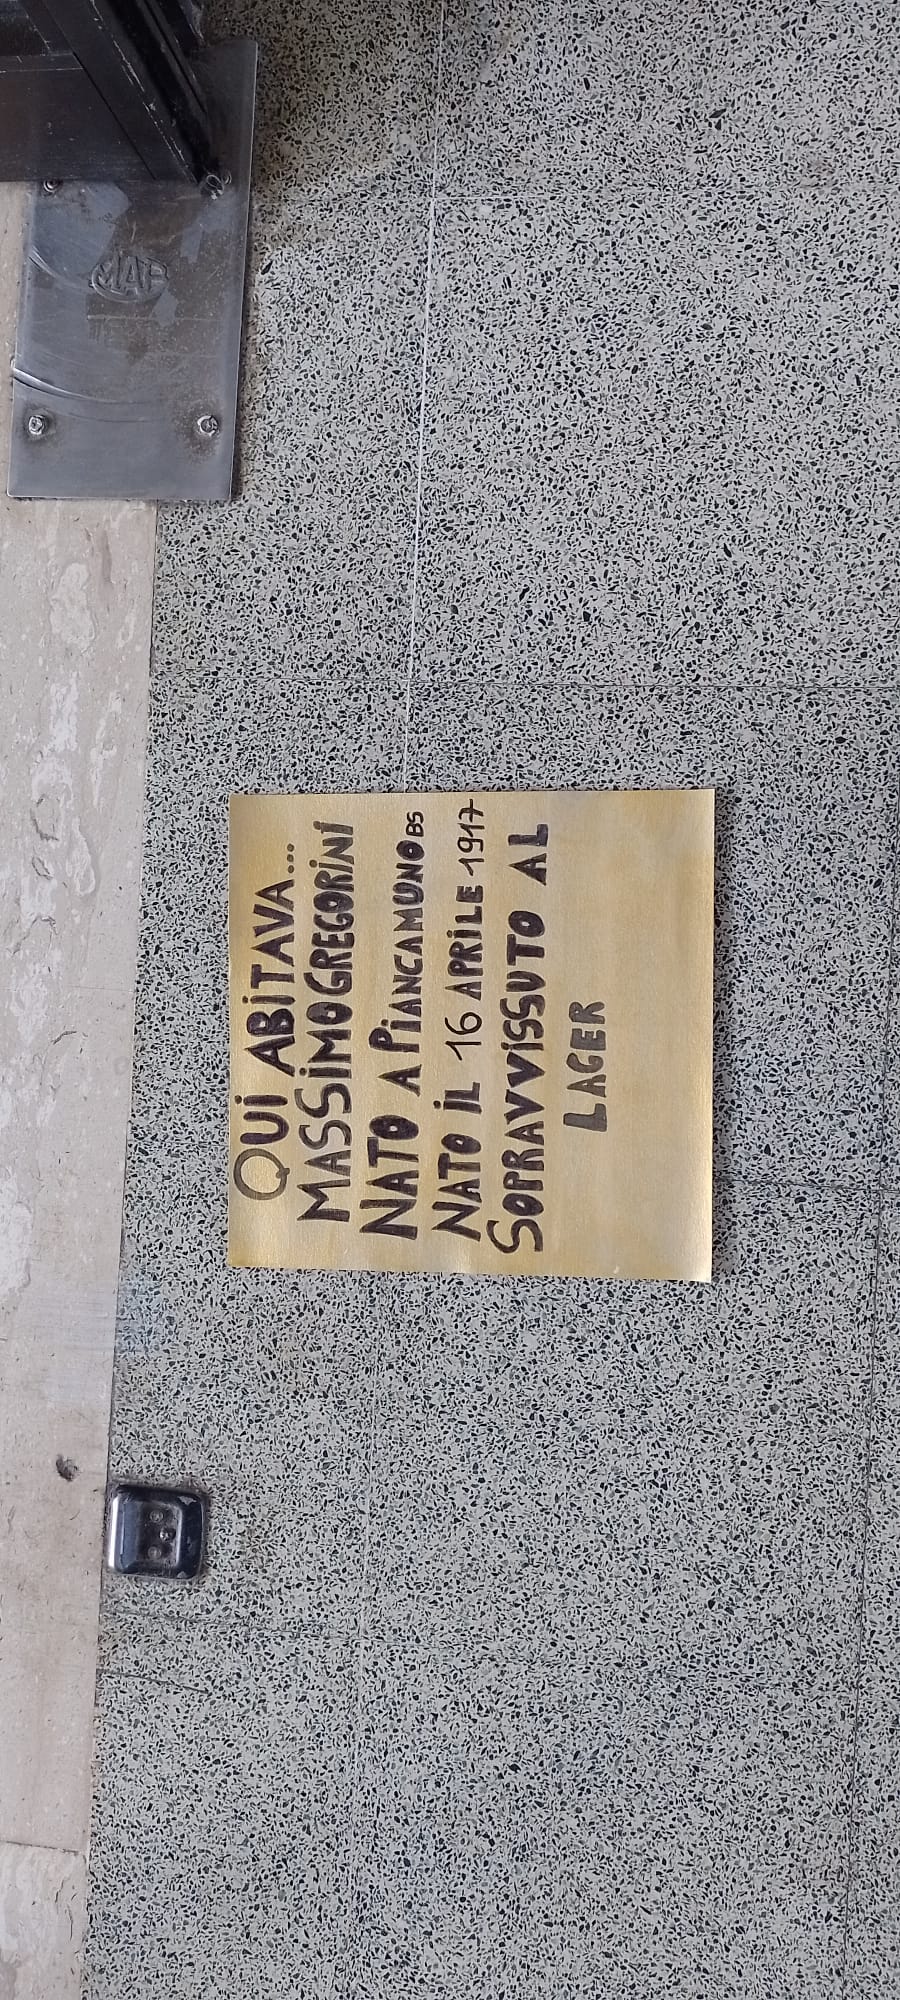 QUI ABITAVA...
MASSIMO GREGORINI
NATO A PIANCAMUNO BS
NATO IL 16 APRILE 1917
SOPRAVVISSUTO AL
LAGER
MAP